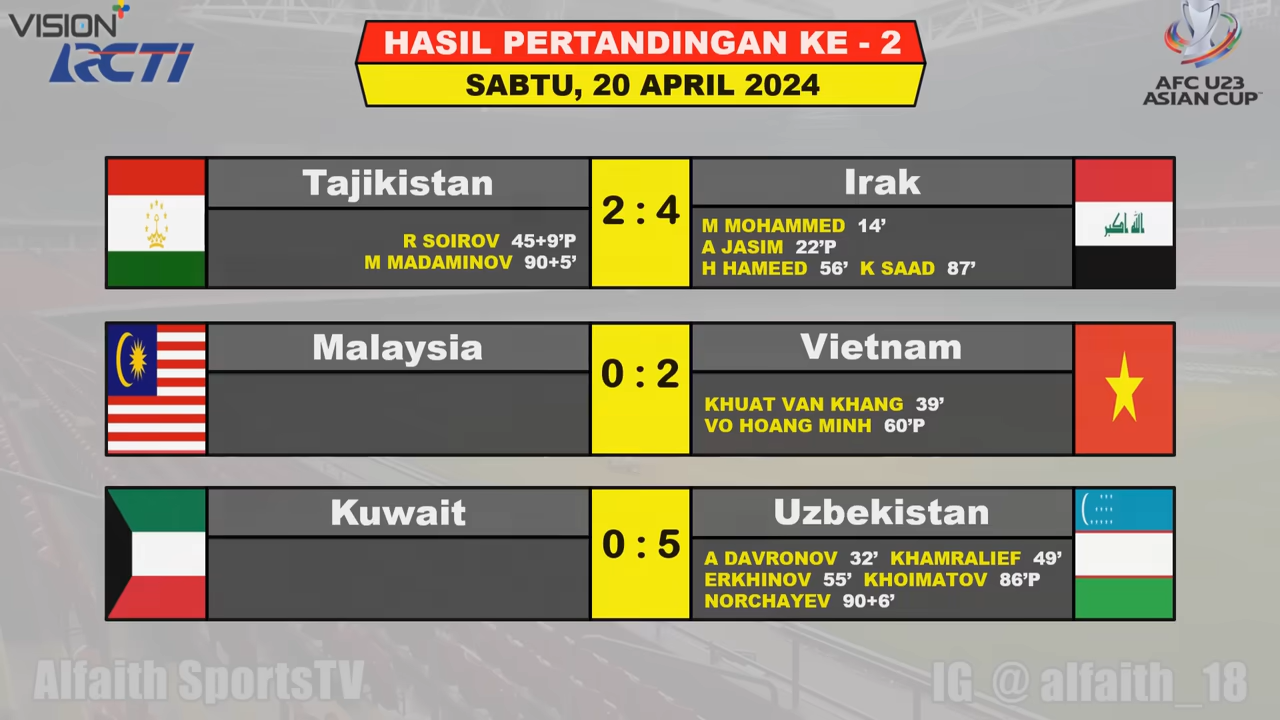 VISION+
RCTI
HASIL PERTANDINGAN KE - 2
SABTU, 20 APRIL 2024
AFC U23
ASIAN CUP™
Tajikistan
2 : 4
Irak
R SOIROV 45+9’P
M MADAMINOV 90+5’
M MOHAMMED 14’
A JASIM 22’P
H HAMEED 56’ K SAAD 87’
الله اكبر
Malaysia
0 : 2
Vietnam
KHUAT VAN KHANG 39’
VO HOANG MINH 60’P
Kuwait
0 : 5
Uzbekistan
A DAVRONOV 32’ KHAMRALIEF 49’
ERKHINOV 55’ KHOIMATOV 86’P
NORCHAYEV 90+6’
Alfaith SportsTV
IG @ alfaith_18